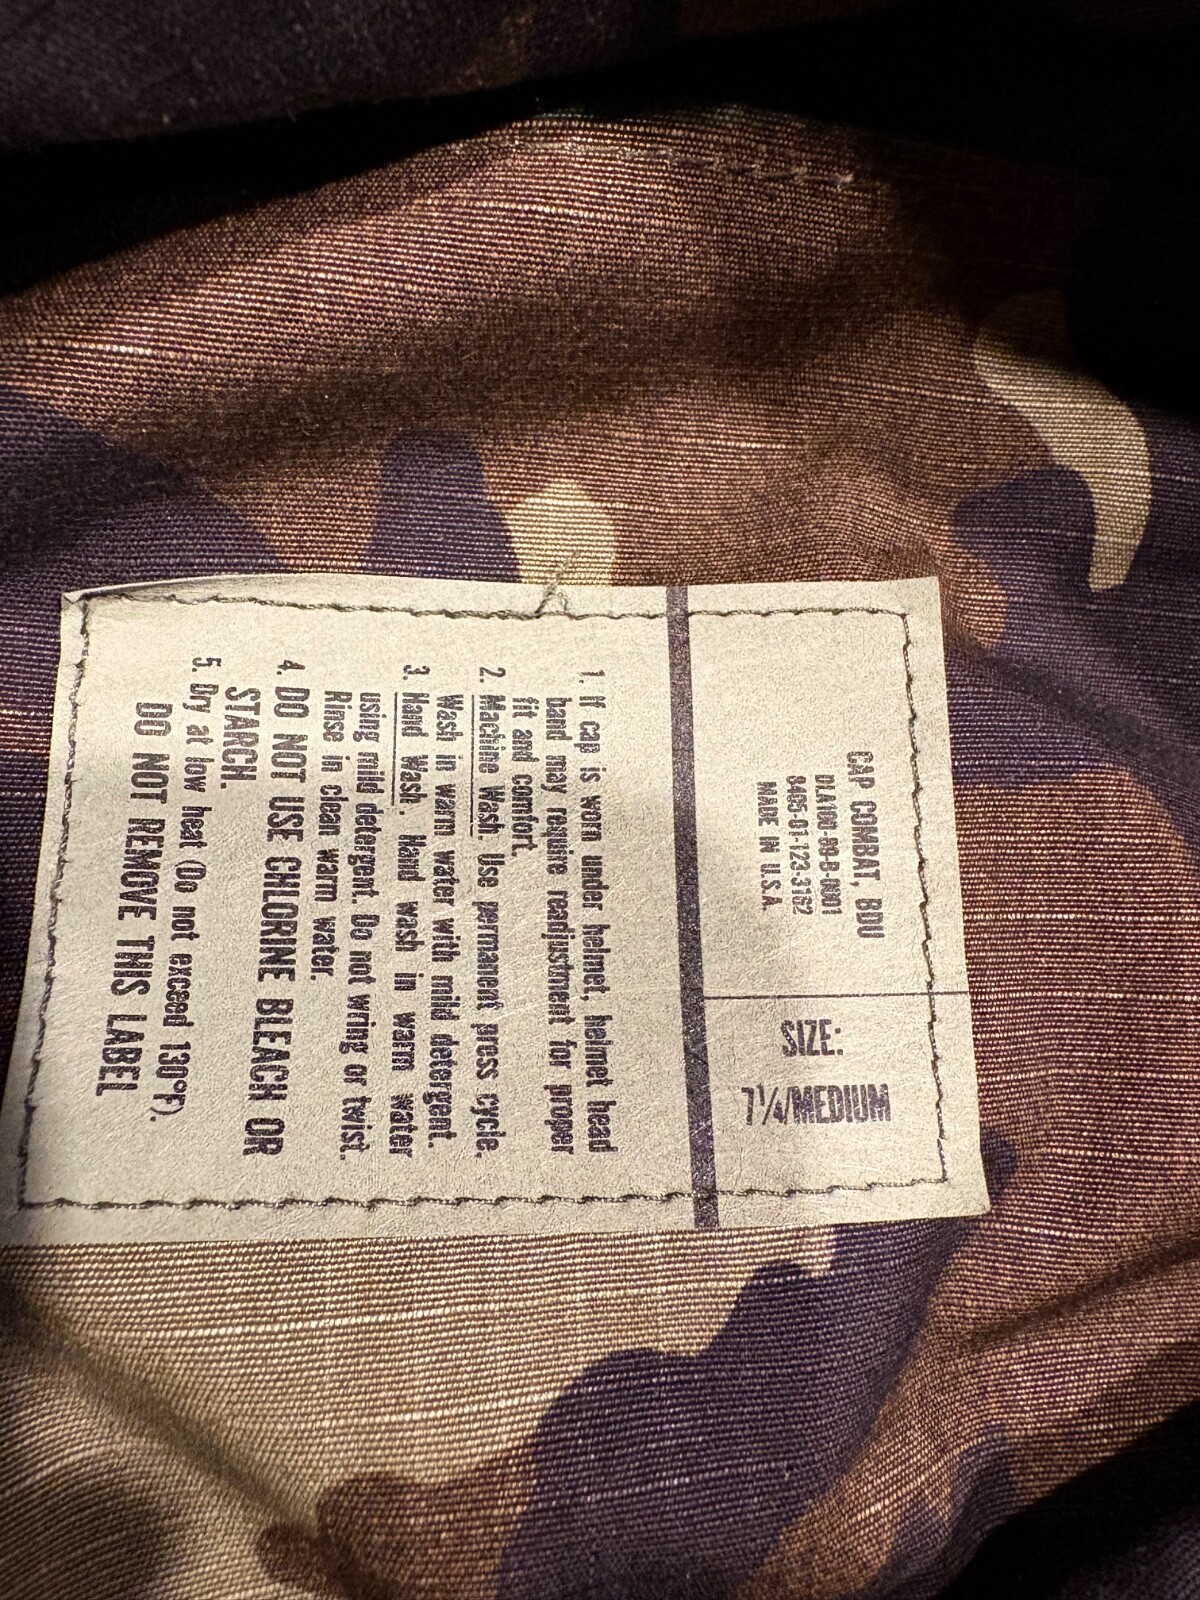 CAP COMBAT, BDU
DLA100-89-D-0001
8405-01-123-3162
MADE IN U.S.A.
SIZE:
7¼/MEDIUM
1. If cap is worn under helmet, helmet head
band may require readjustment for proper
fit and comfort.
2. Machine Wash. Use permanent press cycle.
Wash in warm water with mild detergent.
3. Hand Wash. Hand wash in warm water
using mild detergent. Do not wring or twist.
Rinse in clean warm water.
4. DO NOT USE CHLORINE BLEACH OR
STARCH.
5. Dry at low heat (Do not exceed 130°F).
DO NOT REMOVE THIS LABEL